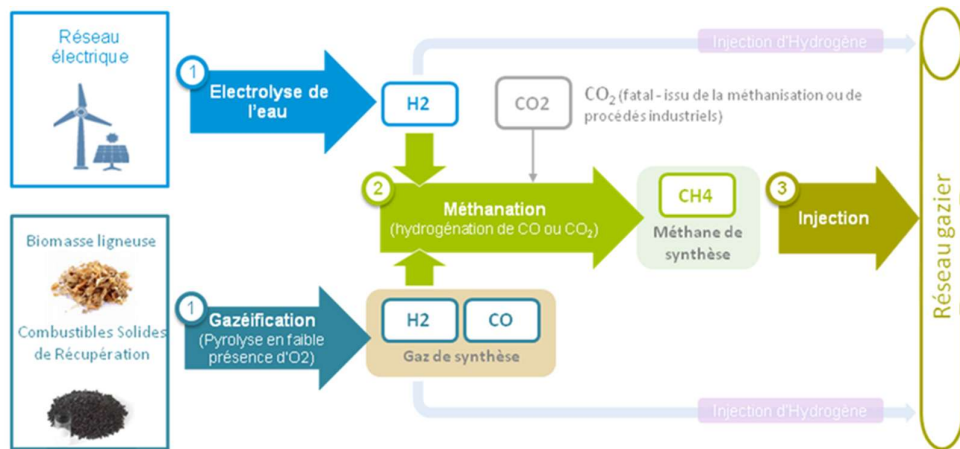 Réseau
électrique
1
Electrolyse de
l'eau
H2
Injection d'Hydrogène
CO2
CO₂ (fatal - issu de la méthanisation ou de
procédés industriels)
2
Méthanation
(hydrogénation de CO ou CO₂)
CH4
Méthane de
synthèse
3
Injection
Réseau gazier
Biomasse ligneuse
Combustibles Solides
de Récupération
1
Gazéification
(Pyrolyse en faible
présence d'O2)
H2
CO
Gaz de synthèse
Injection d'Hydrogène